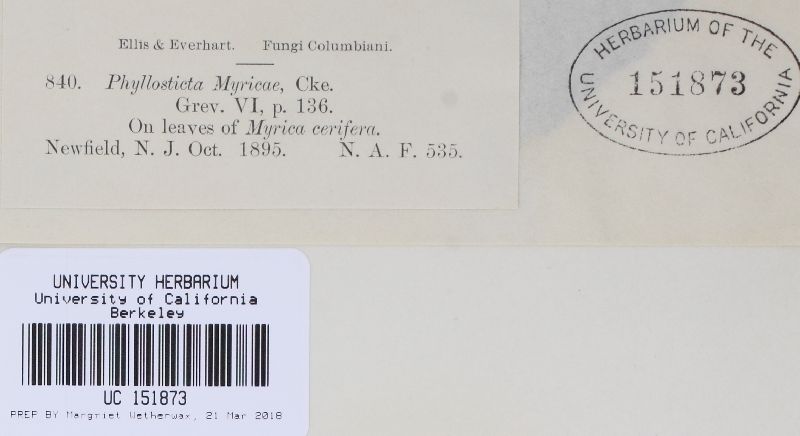 Ellis & Everhart. Fungi Columbiani.
840. Phyllosticta Myricae, Cke.
Grev. VI, p. 136.
On leaves of Myrica cerifera.
Newfield, N. J. Oct. 1895. N. A. F. 535.
HERBARIUM OF THE
151873
UNIVERSITY OF CALIFORNIA
UNIVERSITY HERBARIUM
University of California
Berkeley
UC 151873
PREP BY Margriet Wetherwax, 21 Mar 2018